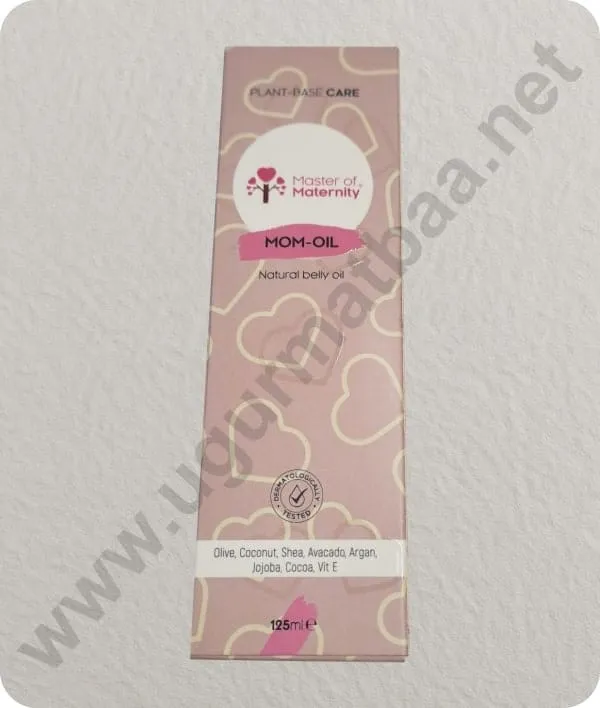 PLANT-BASE CARE
Master of
Maternity
MOM-OIL
Natural belly oil
DERMATOLOGICALLY
TESTED
Olive, Coconut, Shea, Avacado, Argan,
Jojoba, Cocoa, Vit E
125ml e
www.ugurmatbaa.net